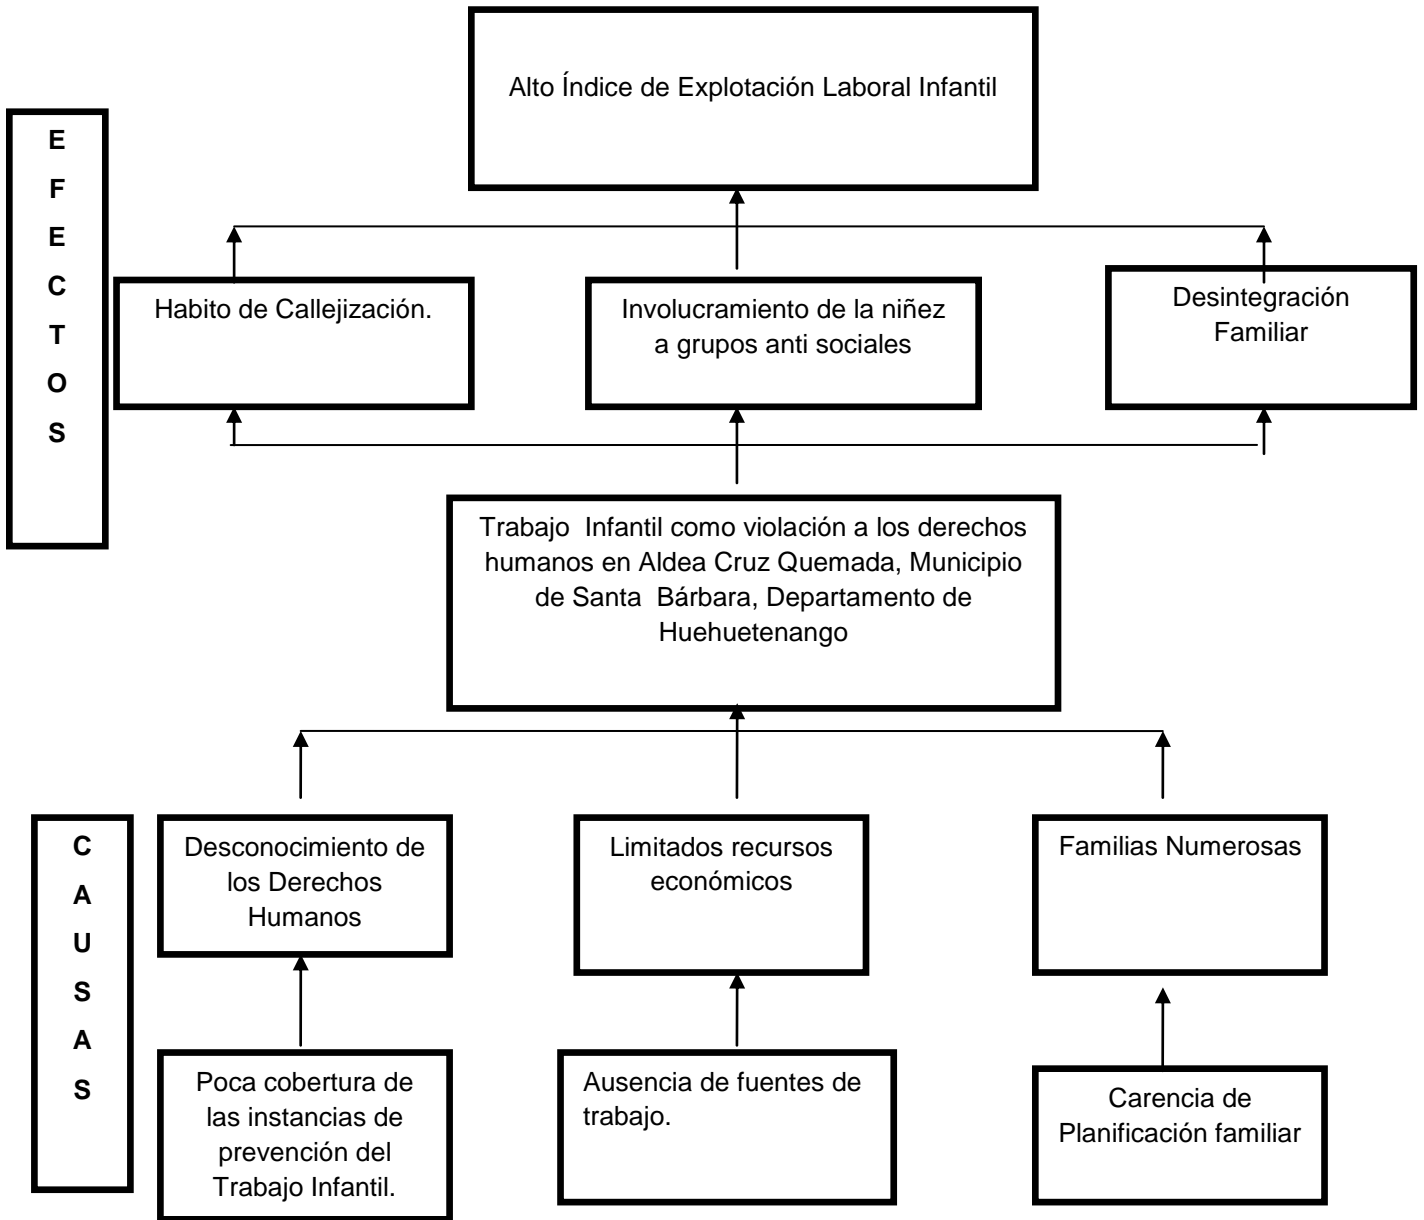 Alto Índice de Explotación Laboral Infantil
E
F
E
C
T
O
S
Habito de Callejización.
Involucramiento de la niñez
a grupos anti sociales
Desintegración
Familiar
Trabajo  Infantil como violación a los derechos
humanos en Aldea Cruz Quemada, Municipio
de Santa  Bárbara, Departamento de
Huehuetenango
C
A
U
S
A
S
Desconocimiento de
los Derechos
Humanos
Limitados recursos
económicos
Familias Numerosas
Poca cobertura de
las instancias de
prevención del
Trabajo Infantil.
Ausencia de fuentes de
trabajo.
Carencia de
Planificación familiar